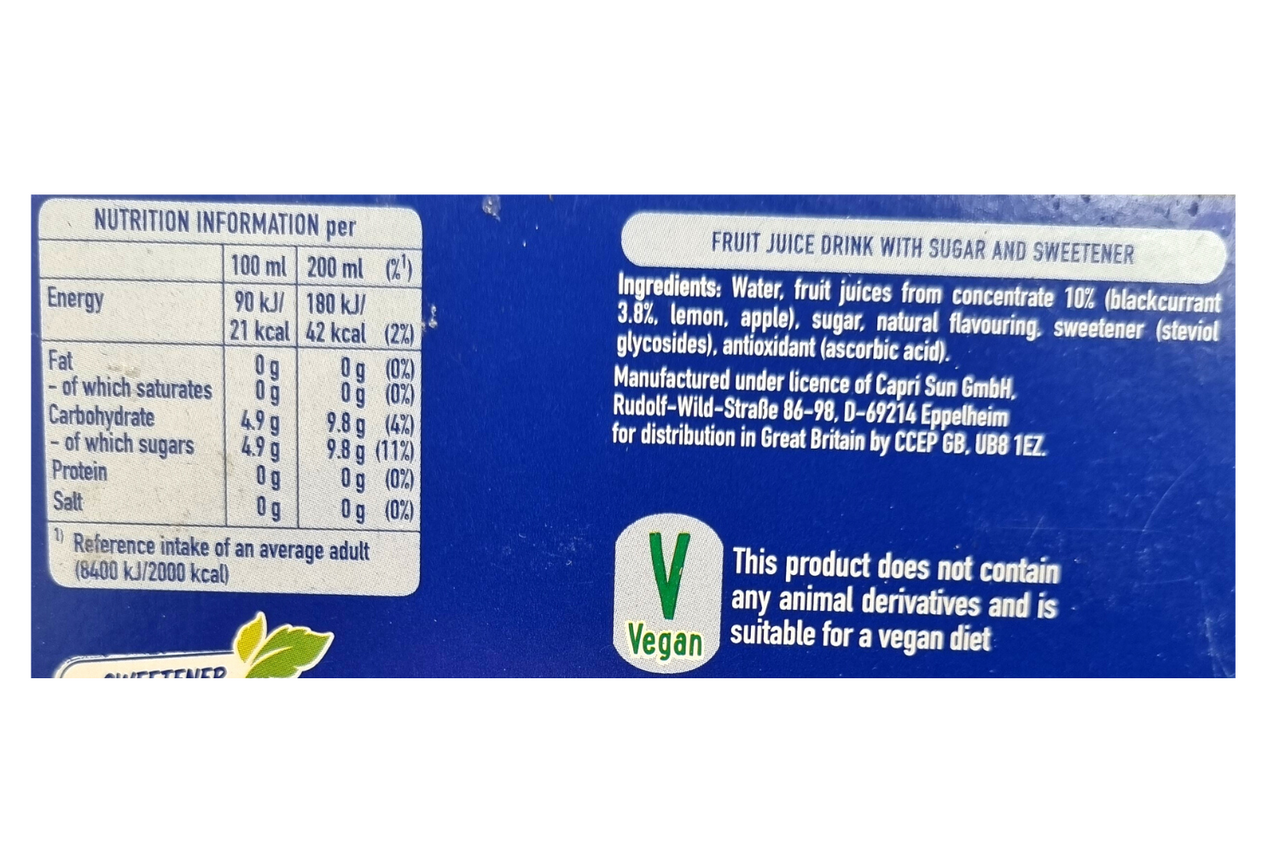 NUTRITION INFORMATION per
100 ml 200 ml (%¹)
Energy 90 kJ/ 180 kJ/
21 kcal 42 kcal (2%)
Fat 0 g 0 g (0%)
- of which saturates 0 g 0 g (0%)
Carbohydrate 4.9 g 9.8 g (4%)
- of which sugars 4.9 g 9.8 g (11%)
Protein 0 g 0 g (0%)
Salt 0 g 0 g (0%)
¹⁾ Reference intake of an average adult
(8400 kJ/2000 kcal)
SWEETENER
FRUIT JUICE DRINK WITH SUGAR AND SWEETENER
Ingredients: Water, fruit juices from concentrate 10% (blackcurrant
3.8%, lemon, apple), sugar, natural flavouring, sweetener (steviol
glycosides), antioxidant (ascorbic acid).
Manufactured under licence of Capri Sun GmbH,
Rudolf-Wild-Straße 86-98, D-69214 Eppelheim
for distribution in Great Britain by CCEP GB, UB8 1EZ.
V
Vegan
This product does not contain
any animal derivatives and is
suitable for a vegan diet